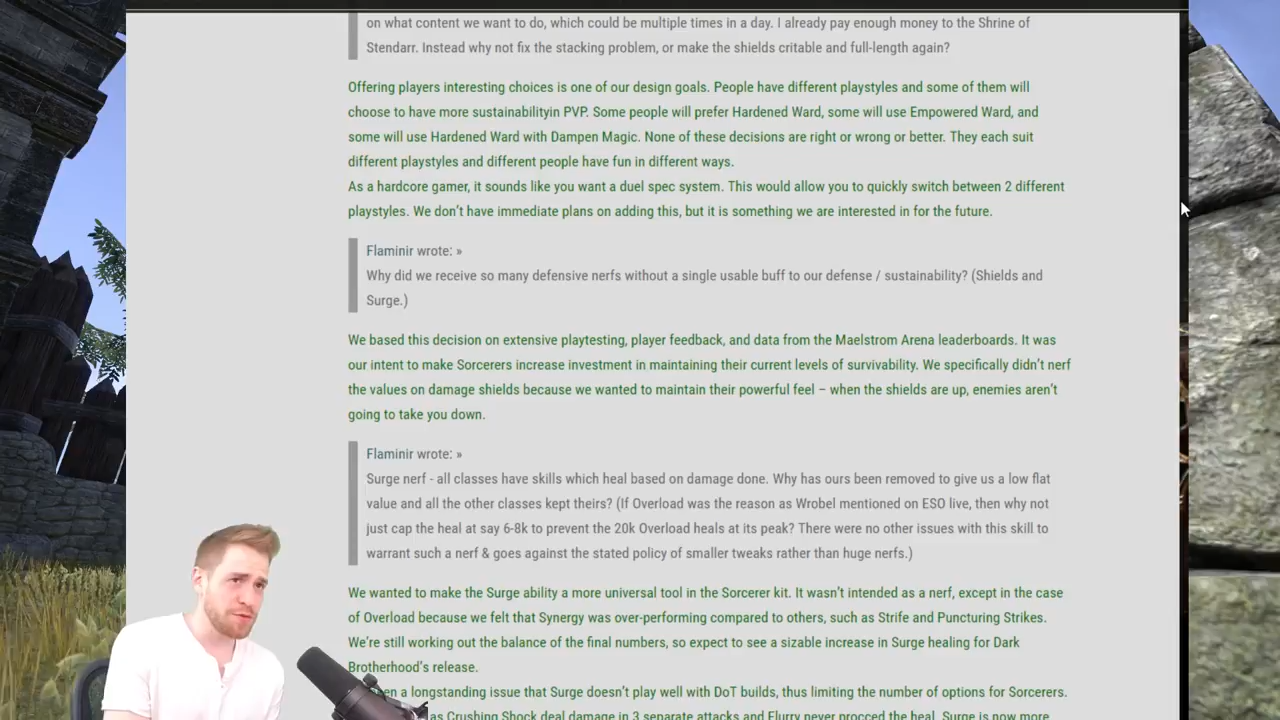 on what content we want to do, which could be multiple times in a day. I already pay enough money to the Shrine of
Stendarr. Instead why not fix the stacking problem, or make the shields critable and full-length again?
Offering players interesting choices is one of our design goals. People have different playstyles and some of them will
choose to have more sustainabilityin PVP. Some people will prefer Hardened Ward, some will use Empowered Ward, and
some will use Hardened Ward with Dampen Magic. None of these decisions are right or wrong or better. They each suit
different playstyles and different people have fun in different ways.
As a hardcore gamer, it sounds like you want a duel spec system. This would allow you to quickly switch between 2 different
playstyles. We don't have immediate plans on adding this, but it is something we are interested in for the future.
Flaminir wrote: »
Why did we receive so many defensive nerfs without a single usable buff to our defense / sustainability? (Shields and
Surge.)
We based this decision on extensive playtesting, player feedback, and data from the Maelstrom Arena leaderboards. It was
our intent to make Sorcerers increase investment in maintaining their current levels of survivability. We specifically didn't nerf
the values on damage shields because we wanted to maintain their powerful feel – when the shields are up, enemies aren't
going to take you down.
Flaminir wrote: »
Surge nerf - all classes have skills which heal based on damage done. Why has ours been removed to give us a low flat
value and all the other classes kept theirs? (If Overload was the reason as Wrobel mentioned on ESO live, then why not
just cap the heal at say 6-8k to prevent the 20k Overload heals at its peak? There were no other issues with this skill to
warrant such a nerf & goes against the stated policy of smaller tweaks rather than huge nerfs.)
We wanted to make the Surge ability a more universal tool in the Sorcerer kit. It wasn't intended as a nerf, except in the case
of Overload because we felt that Synergy was over-performing compared to others, such as Strife and Puncturing Strikes.
We're still working out the balance of the final numbers, so expect to see a sizable increase in Surge healing for Dark
Brotherhood's release.
a longstanding issue that Surge doesn't play well with DoT builds, thus limiting the number of options for Sorcerers.
as Crushing Shock deal damage in 3 separate attacks and Flurry never procced the heal. Surge is now more